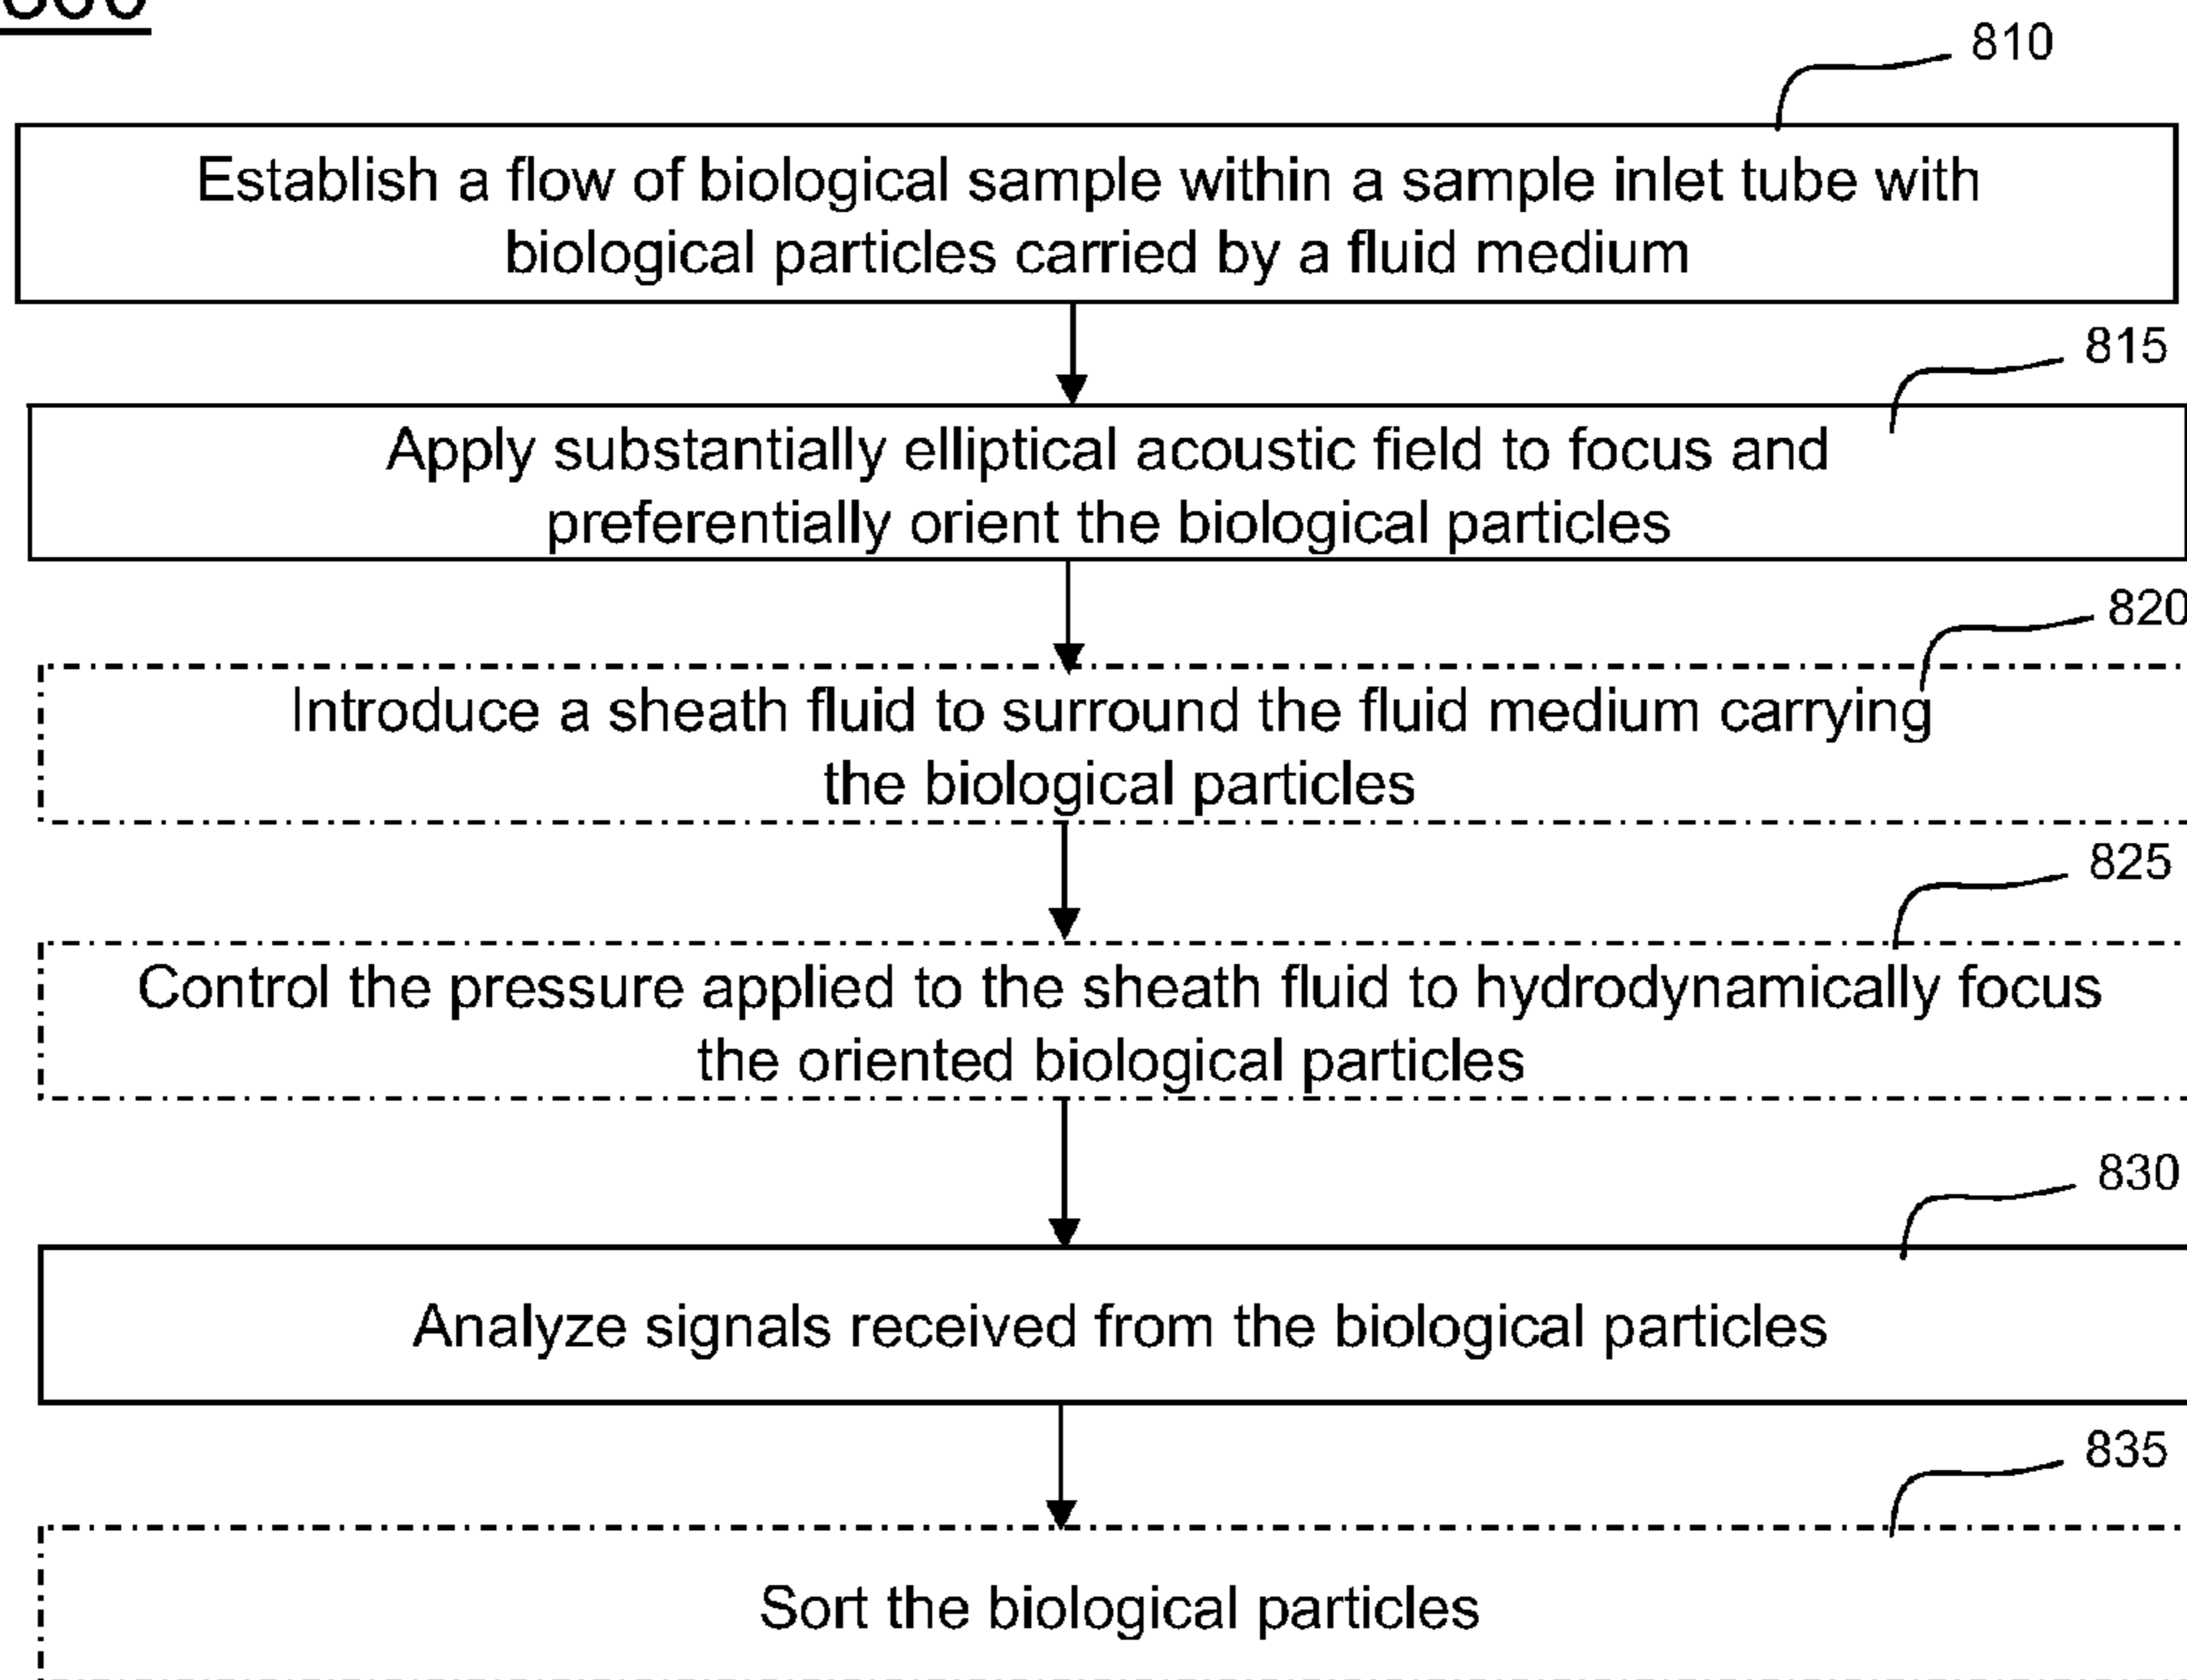 810
Establish a flow of biological sample within a sample inlet tube with
biological particles carried by a fluid medium
815
Apply substantially elliptical acoustic field to focus and
preferentially orient the biological particles
820
Introduce a sheath fluid to surround the fluid medium carrying
the biological particles
825
Control the pressure applied to the sheath fluid to hydrodynamically focus
the oriented biological particles
830
Analyze signals received from the biological particles
835
Sort the biological particles